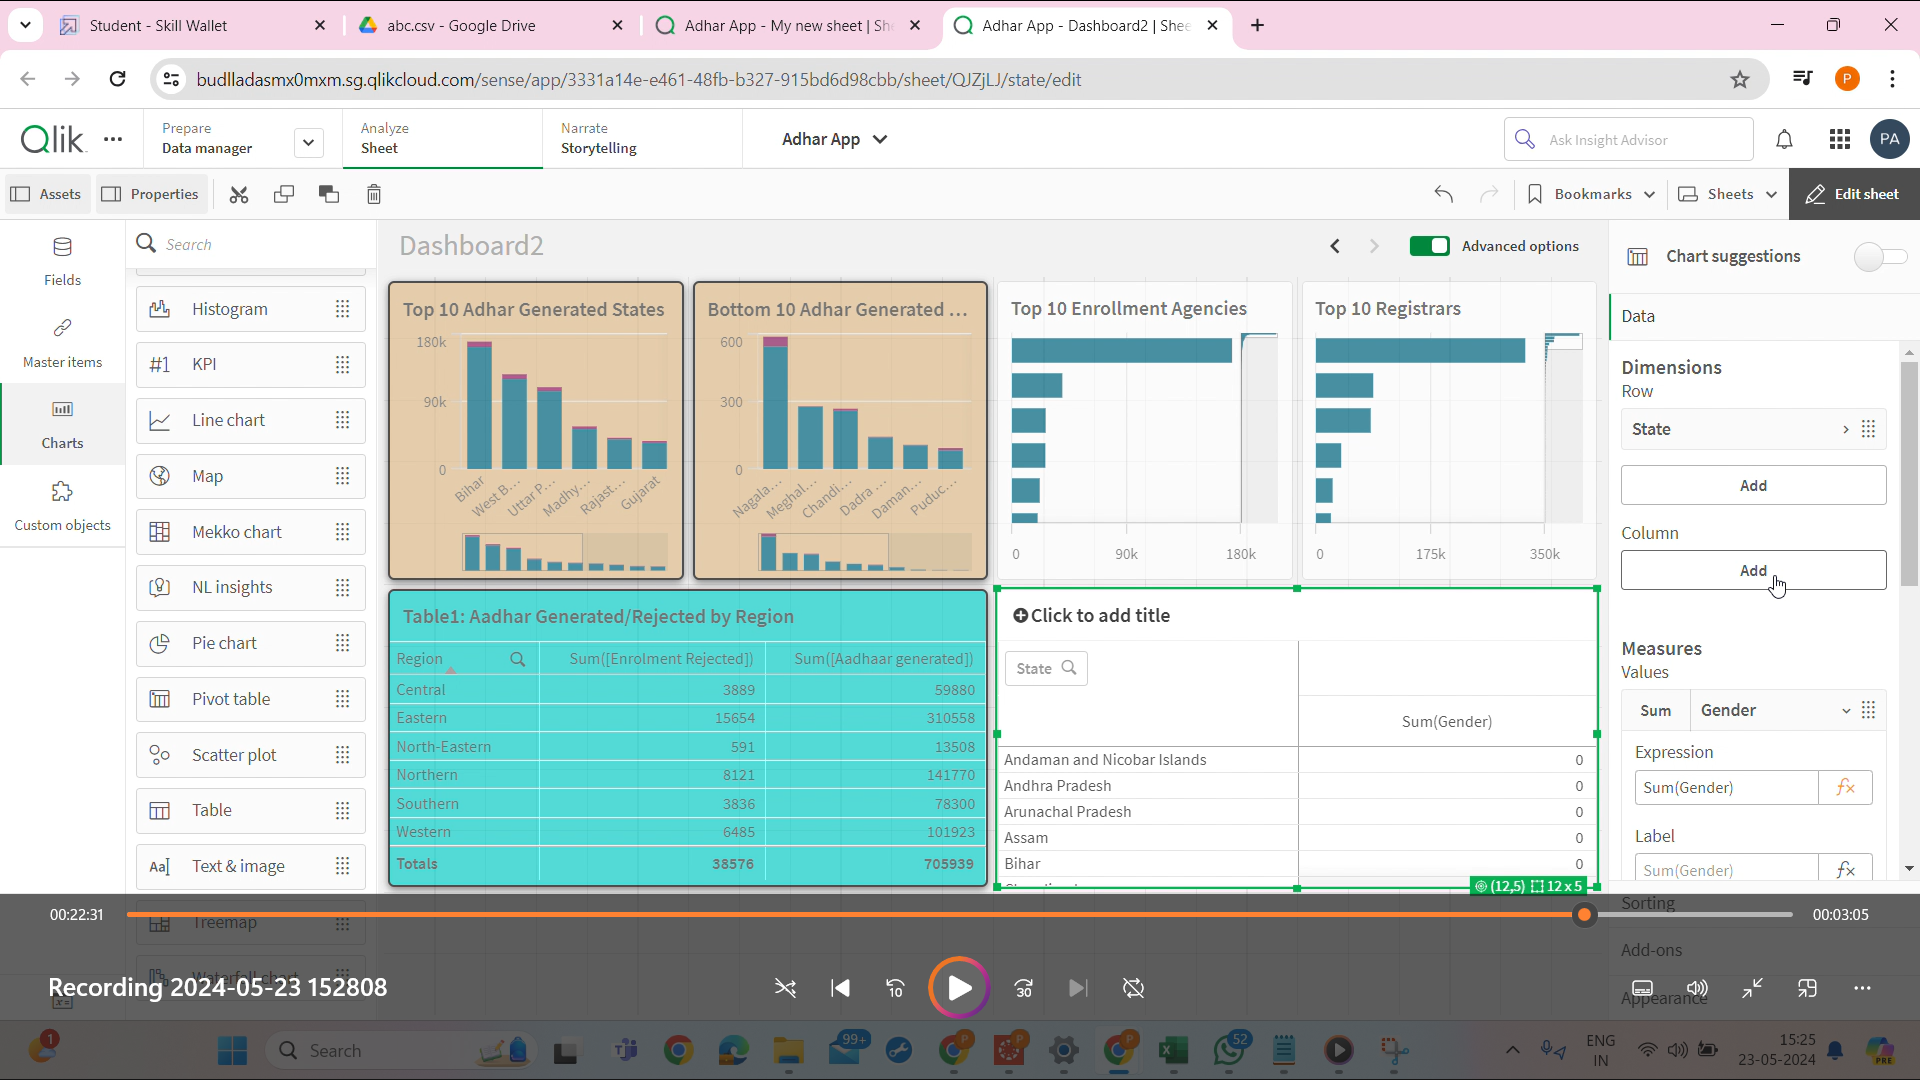 Student - Skill Wallet
abc.csv - Google Drive
Adhar App - My new sheet | She
Adhar App - Dashboard2 | Shee
budlladasmx0mxm.sg.qlikcloud.com/sense/app/3331a14e-e461-48fb-b327-915bd6d98cbb/sheet/QJZjLJ/state/edit
P
Qlik
Prepare
Data manager
Analyze
Sheet
Narrate
Storytelling
Adhar App
Ask Insight Advisor
PA
Assets
Properties
Bookmarks
Sheets
Edit sheet
Fields
Master items
Charts
Custom objects
Search
Histogram
#1 KPI
Line chart
Map
Mekko chart
NL insights
Pie chart
Pivot table
Scatter plot
Table
Aa Text & image
Treemap
Waterfall chart
Dashboard2
Advanced options
Top 10 Adhar Generated States
180k
90k
0
Bihar
West B...
Uttar P...
Madhy...
Rajast...
Gujarat
Bottom 10 Adhar Generated ...
600
300
0
Nagala...
Meghal...
Chandi...
Dadra ...
Daman...
Puduc...
Top 10 Enrollment Agencies
0 90k 180k
Top 10 Registrars
0 175k 350k
Table1: Aadhar Generated/Rejected by Region
Region Sum([Enrolment Rejected]) Sum([Aadhaar generated])
Central 3889 59880
Eastern 15654 310558
North-Eastern 591 13508
Northern 8121 141770
Southern 3836 78300
Western 6485 101923
Totals 38576 705939
Click to add title
State
Sum(Gender)
Andaman and Nicobar Islands 0
Andhra Pradesh 0
Arunachal Pradesh 0
Assam 0
Bihar 0
(12,5) 12 x 5
Chart suggestions
Data
Dimensions
Row
State
Add
Column
Add
Measures
Values
Sum Gender
Expression
Sum(Gender) fx
Label
Sum(Gender) fx
Sorting
Add-ons
Appearance
00:22:31
00:03:05
Recording 2024-05-23 152808
10
30
1
Search
99+
P
P
P
52
ENG
IN
15:25
23-05-2024
PRE